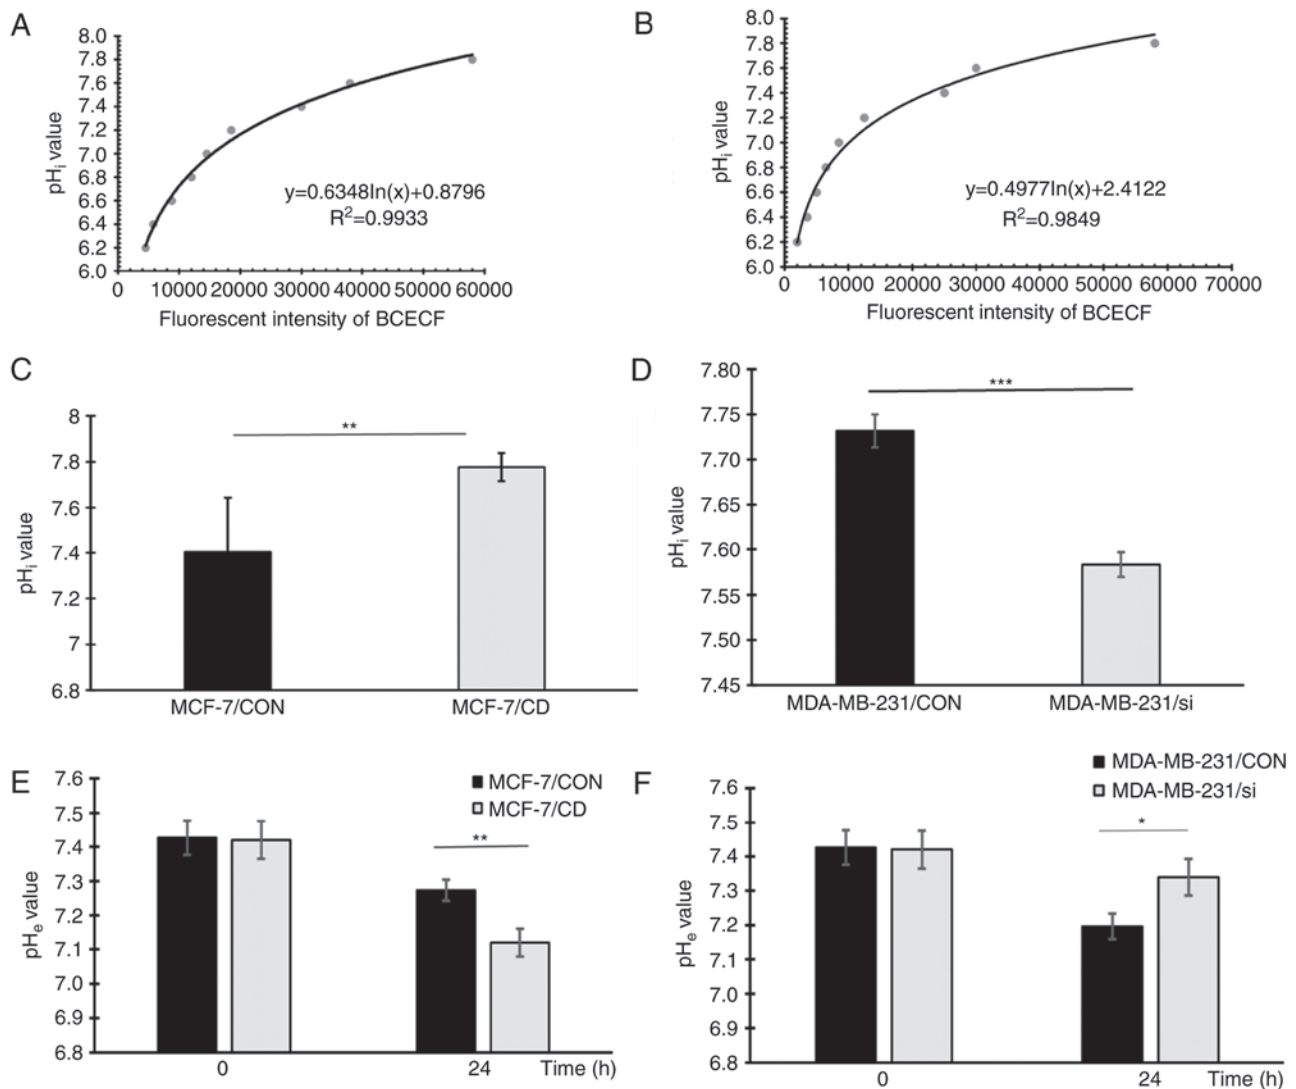 A
8.0
7.8
7.6
7.4
7.2
7.0
6.8
6.6
6.4
6.2
6.0
pHi value
y=0.6348ln(x)+0.8796
R2=0.9933
0 10000 20000 30000 40000 50000 60000
Fluorescent intensity of BCECF
B
8.0
7.8
7.6
7.4
7.2
7.0
6.8
6.6
6.4
6.2
6.0
pHi value
y=0.4977ln(x)+2.4122
R2=0.9849
0 10000 20000 30000 40000 50000 60000 70000
Fluorescent intensity of BCECF
C
8
7.8
7.6
7.4
7.2
7
6.8
pHi value
**
MCF-7/CON MCF-7/CD
D
7.80
7.75
7.70
7.65
7.60
7.55
7.50
7.45
pHi value
***
MDA-MB-231/CON MDA-MB-231/si
E
7.6
7.5
7.4
7.3
7.2
7.1
7.0
6.9
6.8
pHe value
MCF-7/CON
MCF-7/CD
**
0 24 Time (h)
F
7.6
7.5
7.4
7.3
7.2
7.1
7.0
6.9
6.8
pHe value
MDA-MB-231/CON
MDA-MB-231/si
*
0 24 Time (h)